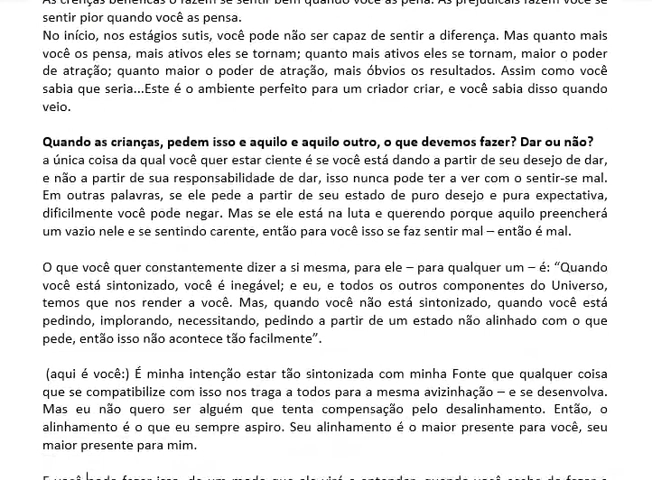 As crenças benéficas o fazem se sentir bem quando você as pena. As prejudicais fazem você se
sentir pior quando você as pensa.
No início, nos estágios sutis, você pode não ser capaz de sentir a diferença. Mas quanto mais
você os pensa, mais ativos eles se tornam; quanto mais ativos eles se tornam, maior o poder
de atração; quanto maior o poder de atração, mais óbvios os resultados. Assim como você
sabia que seria...Este é o ambiente perfeito para um criador criar, e você sabia disso quando
veio.
Quando as crianças, pedem isso e aquilo e aquilo outro, o que devemos fazer? Dar ou não?
a única coisa da qual você quer estar ciente é se você está dando a partir de seu desejo de dar,
e não a partir de sua responsabilidade de dar, isso nunca pode ter a ver com o sentir-se mal.
Em outras palavras, se ele pede a partir de seu estado de puro desejo e pura expectativa,
dificilmente você pode negar. Mas se ele está na luta e querendo porque aquilo preencherá
um vazio nele e se sentindo carente, então para você isso se faz sentir mal – então é mal.
O que você quer constantemente dizer a si mesma, para ele – para qualquer um – é: “Quando
você está sintonizado, você é inegável; e eu, e todos os outros componentes do Universo,
temos que nos render a você. Mas, quando você não está sintonizado, quando você está
pedindo, implorando, necessitando, pedindo a partir de um estado não alinhado com o que
pede, então isso não acontece tão facilmente”.
(aqui é você:) É minha intenção estar tão sintonizada com minha Fonte que qualquer coisa
que se compatibilize com isso nos traga a todos para a mesma avizinhação – e se desenvolva.
Mas eu não quero ser alguém que tenta compensação pelo desalinhamento. Então, o
alinhamento é o que eu sempre aspiro. Seu alinhamento é o maior presente para você, seu
maior presente para mim.